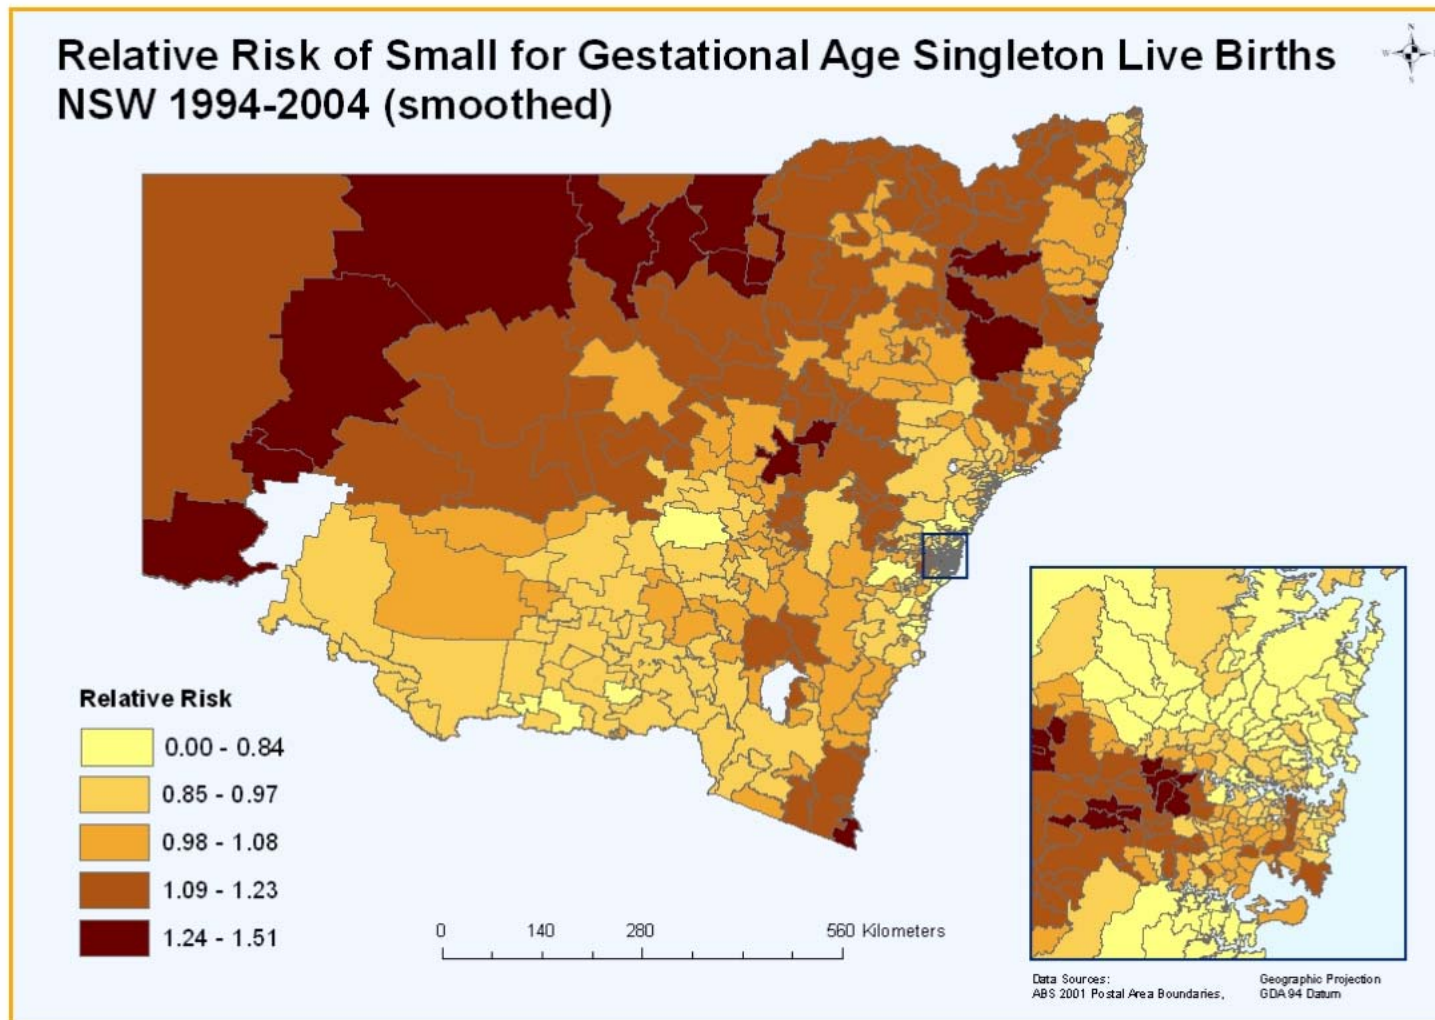 Relative Risk of Small for Gestational Age Singleton Live Births
NSW 1994-2004 (smoothed)
N
W
S
Relative Risk
0.00 - 0.84
0.85 - 0.97
0.98 - 1.08
1.09 - 1.23
1.24 - 1.51
0 140 280 560 Kilometers
Data Sources:
ABS 2001 Postal Area Boundaries,
Geographic Projection
GDA 94 Datum